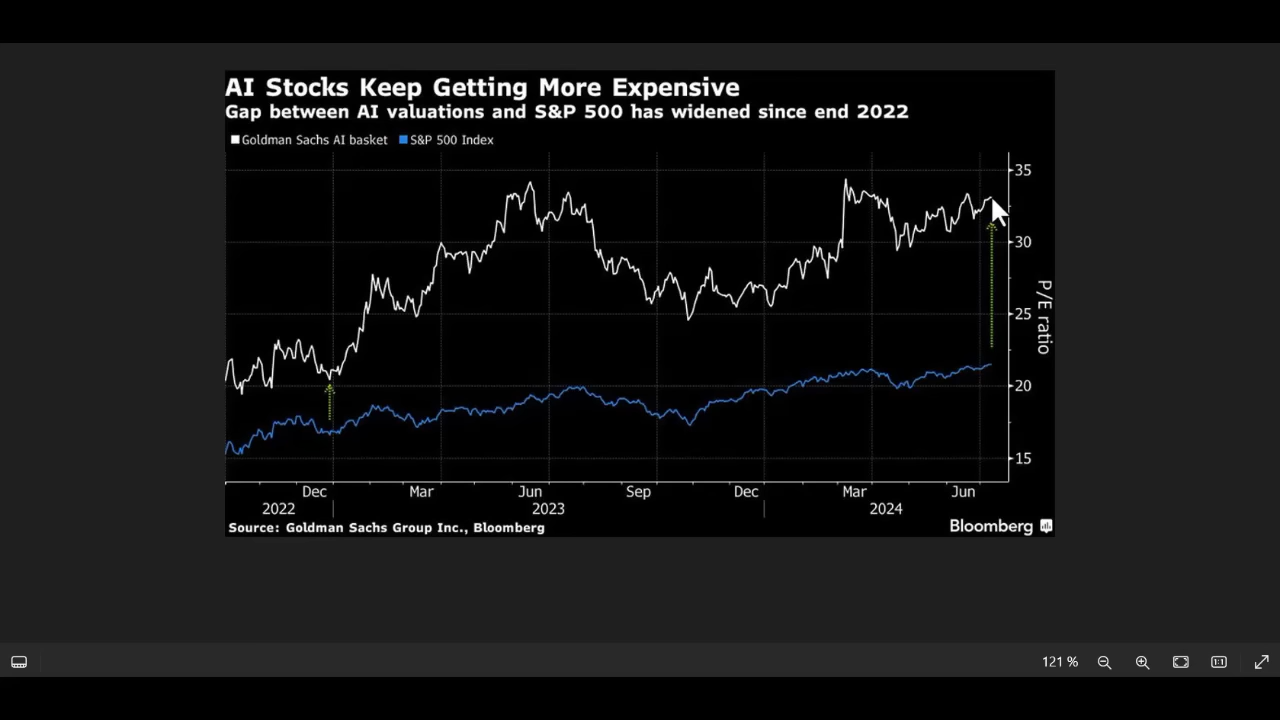 AI Stocks Keep Getting More Expensive
Gap between AI valuations and S&P 500 has widened since end 2022
Goldman Sachs AI basket S&P 500 Index
35
30
25
20
15
P/E ratio
Dec Mar Jun Sep Dec Mar Jun
2022 2023 2024
Source: Goldman Sachs Group Inc., Bloomberg
Bloomberg
121 %
1:1